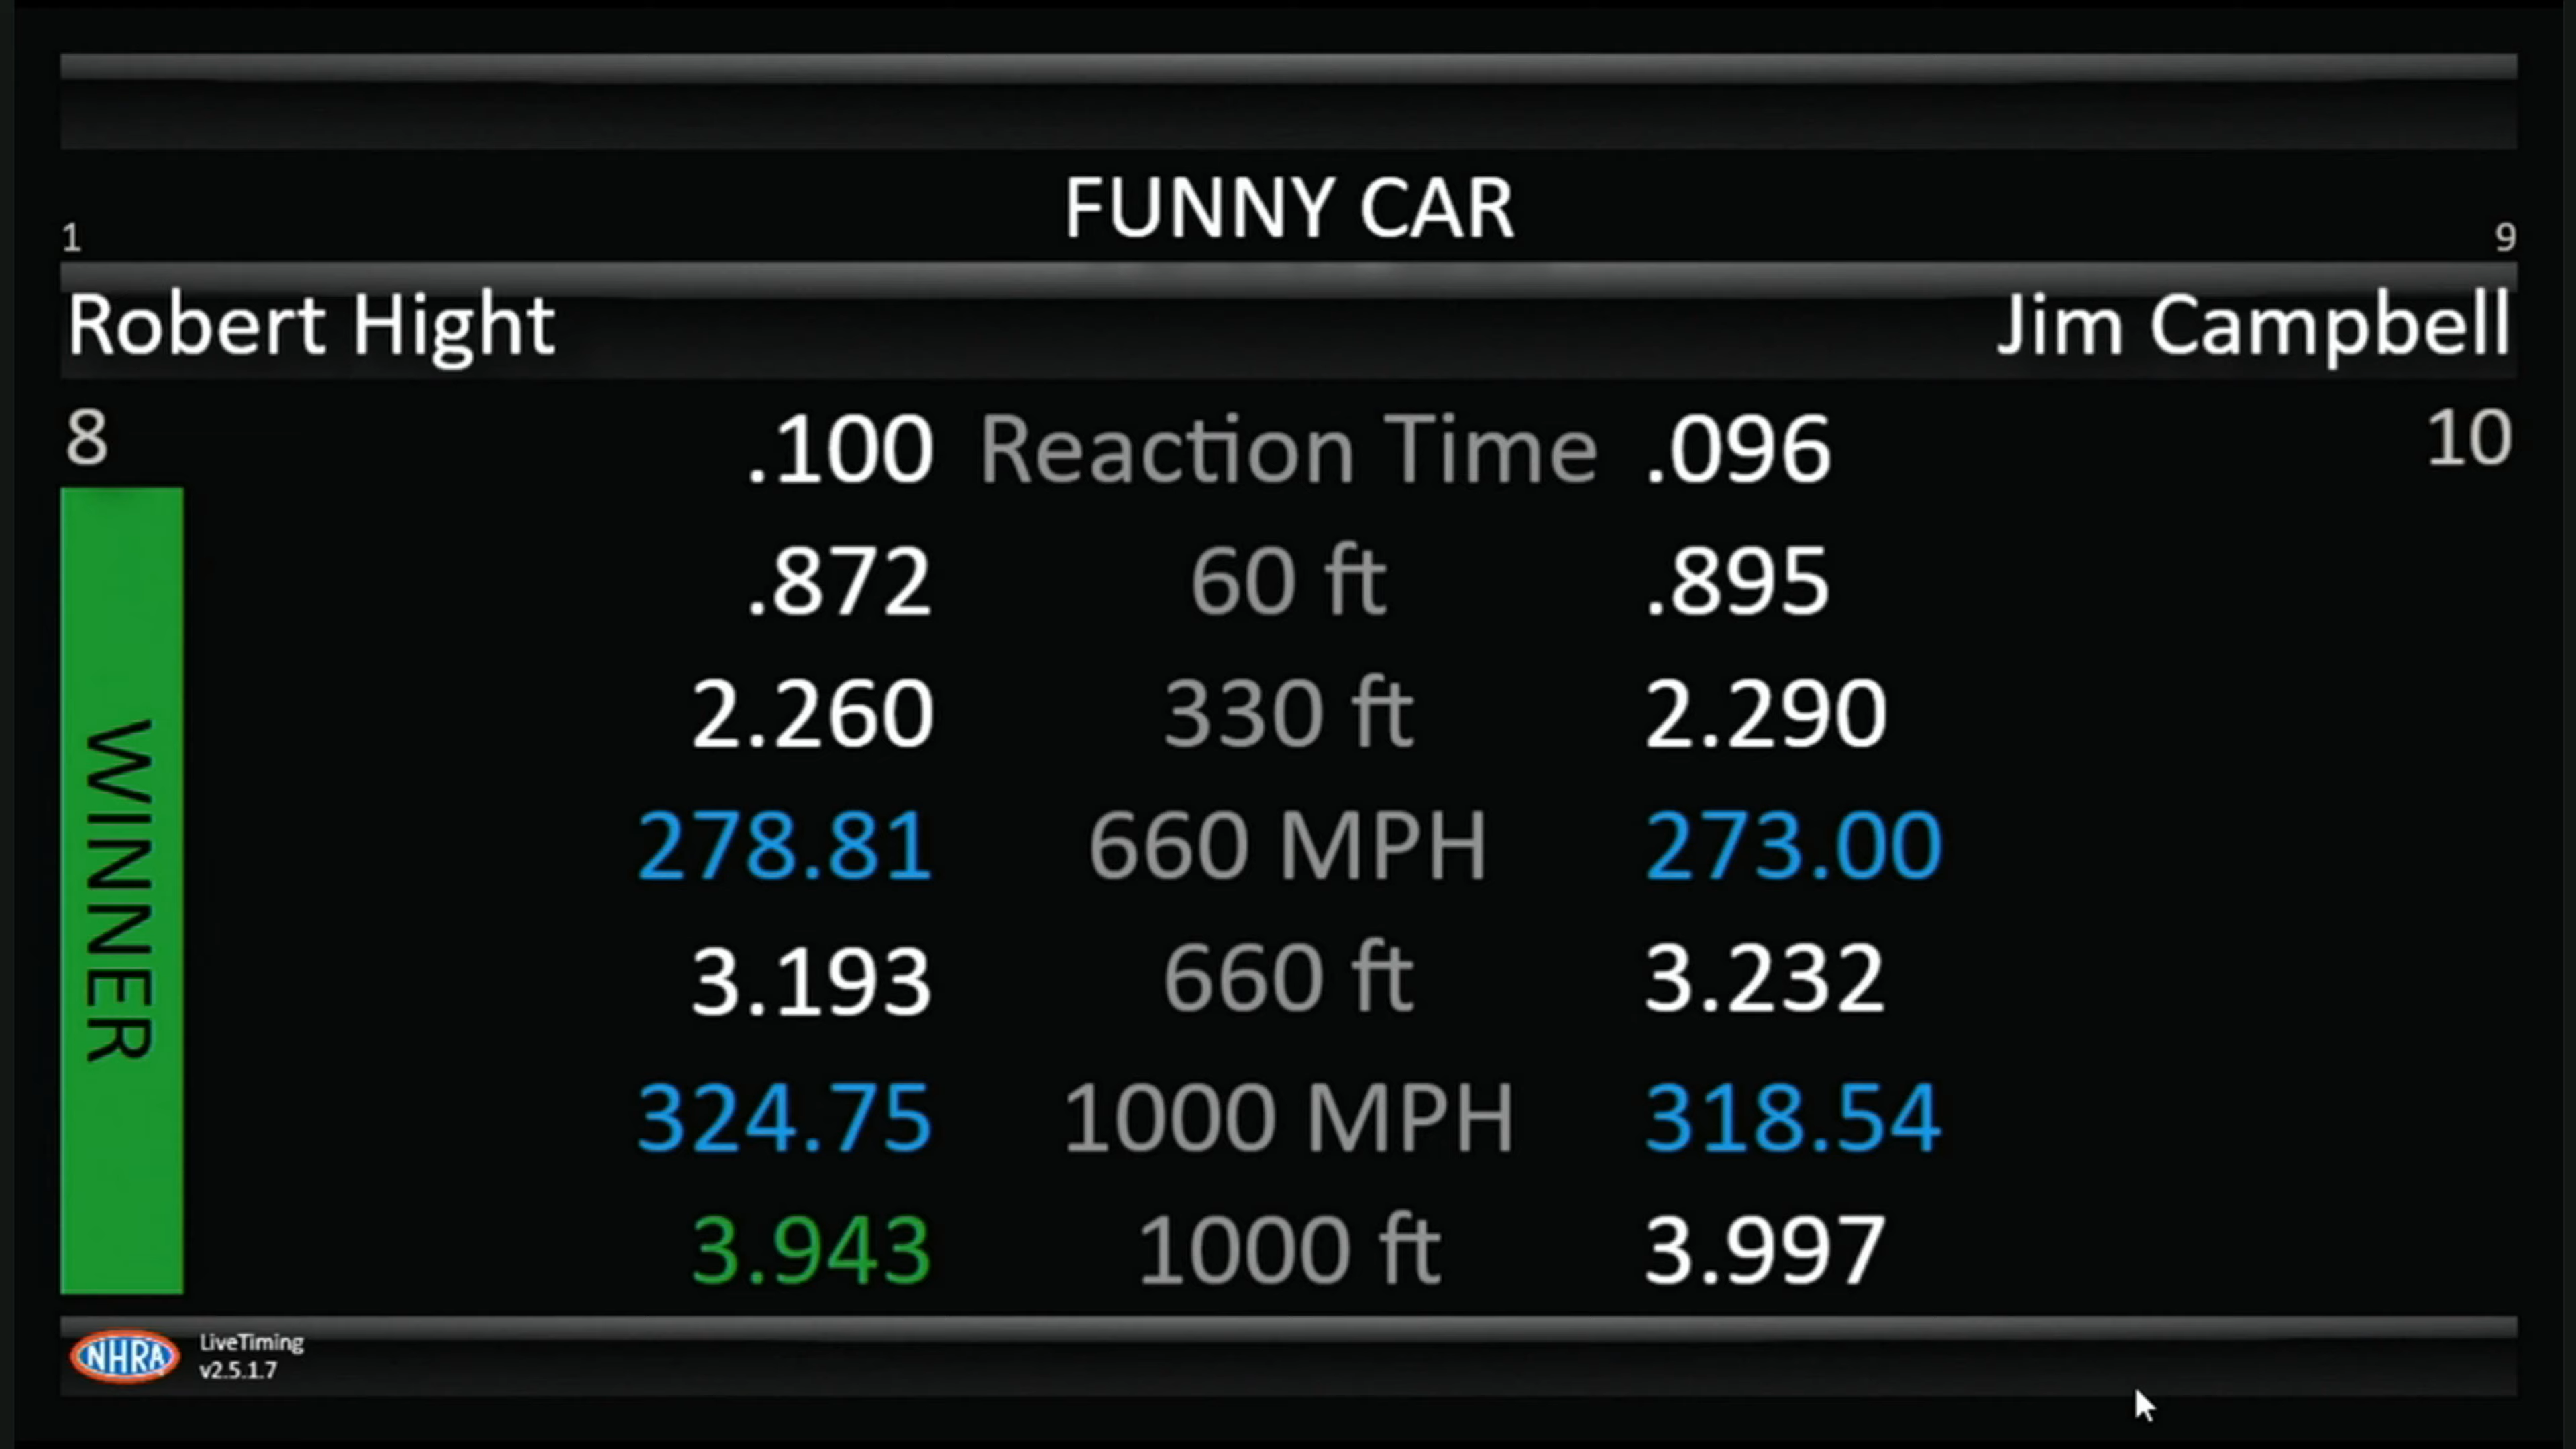 FUNNY CAR
1 9
Robert Hight Jim Campbell
8 .100 Reaction Time .096 10
.872 60 ft .895
2.260 330 ft 2.290
278.81 660 MPH 273.00
3.193 660 ft 3.232
324.75 1000 MPH 318.54
3.943 1000 ft 3.997
WINNER
NHRA LiveTiming
v2.5.1.7